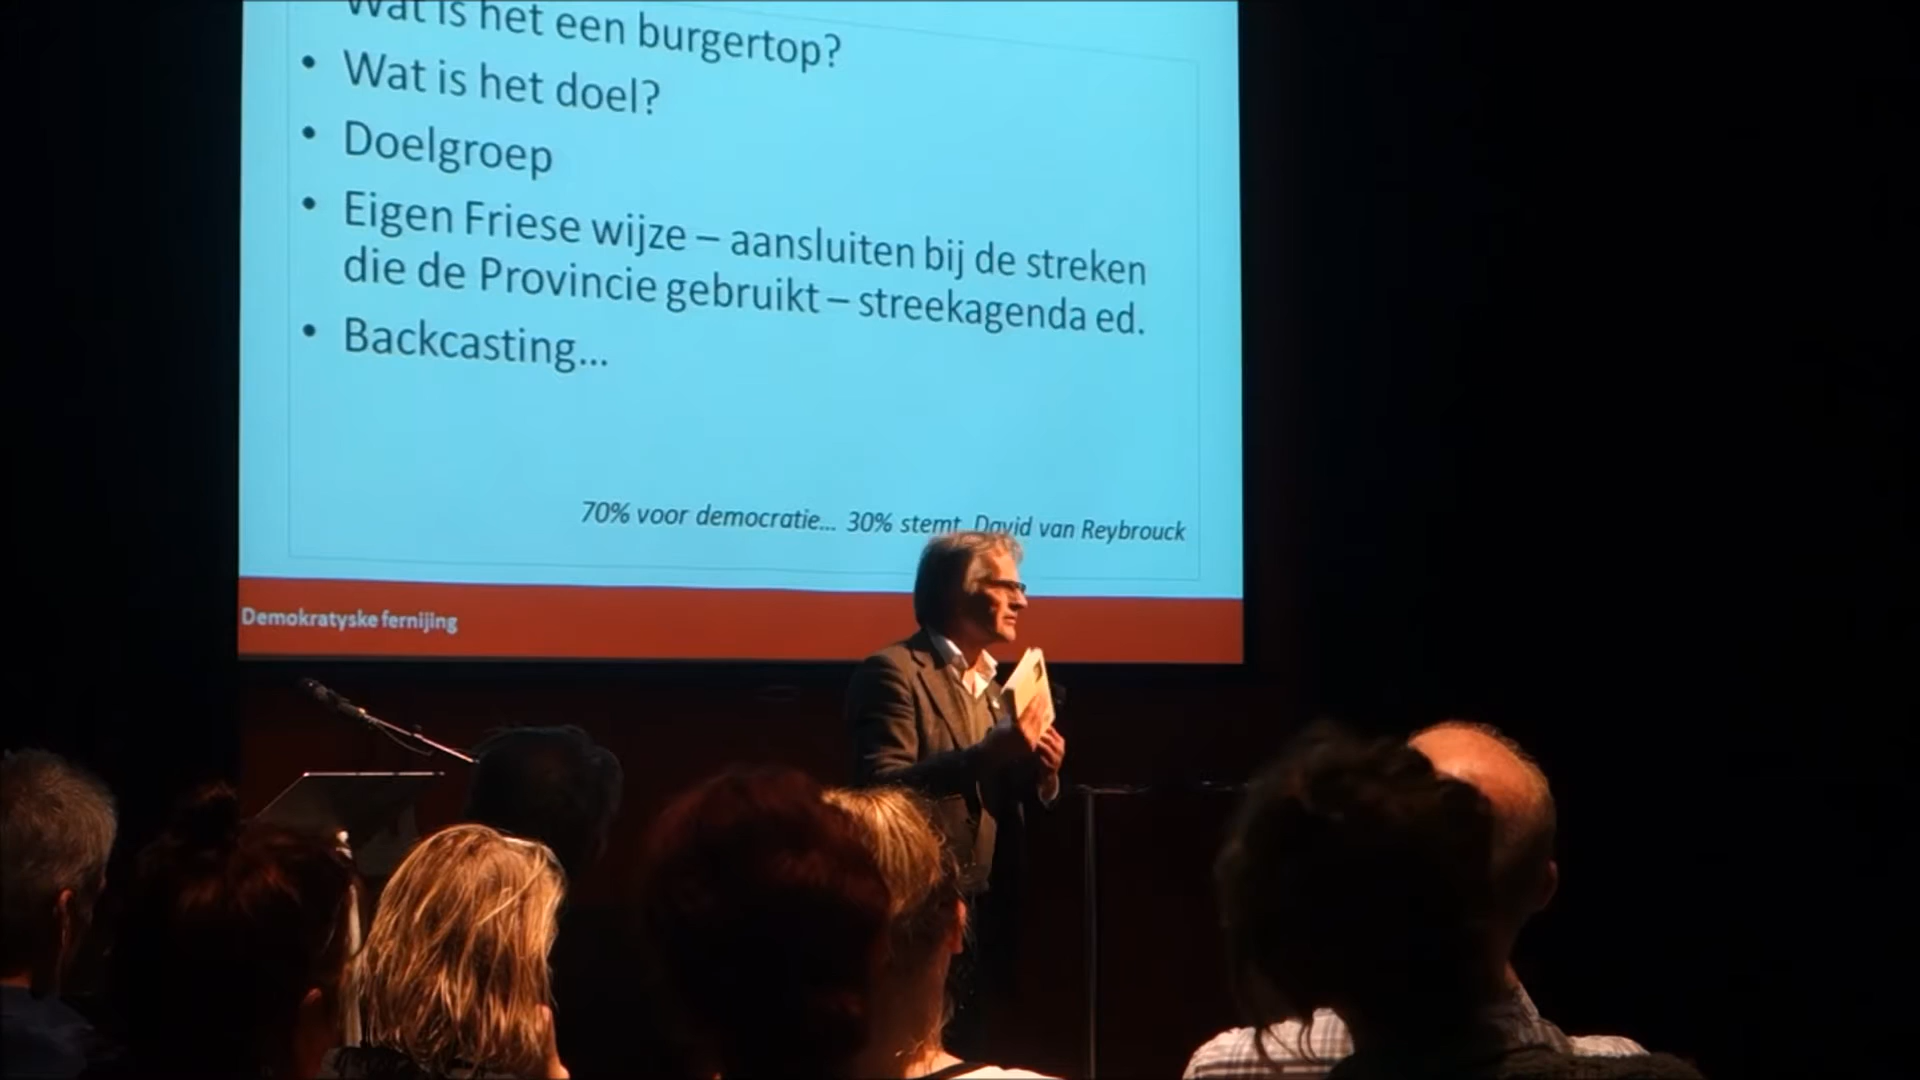 Wat is het een burgertop?
• Wat is het doel?
• Doelgroep
• Eigen Friese wijze – aansluiten bij de streken
die de Provincie gebruikt – streekagenda ed.
• Backcasting...
70% voor democratie... 30% stemt David van Reybrouck
Demokratyske fernijing